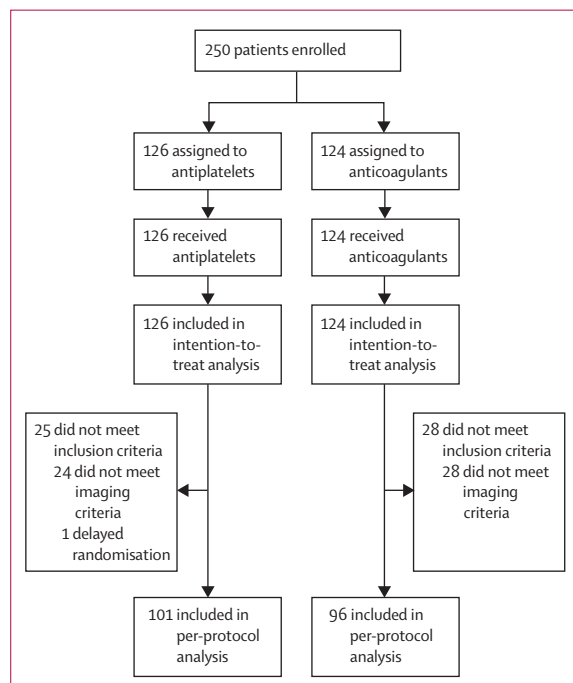 250 patients enrolled
126 assigned to
antiplatelets
124 assigned to
anticoagulants
126 received
antiplatelets
124 received
anticoagulants
126 included in
intention-to-
treat analysis
124 included in
intention-to-
treat analysis
25 did not meet
inclusion criteria
24 did not meet
imaging
criteria
1 delayed
randomisation
28 did not meet
inclusion criteria
28 did not meet
imaging
criteria
101 included in
per-protocol
analysis
96 included in
per-protocol
analysis